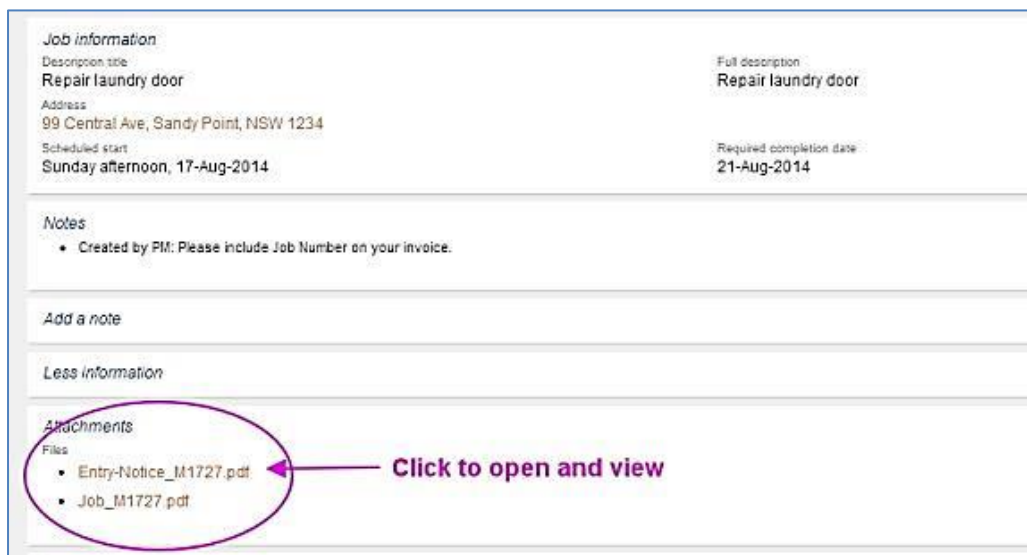 Job information
Description title
Repair laundry door
Full description
Repair laundry door
Address
99 Central Ave, Sandy Point, NSW 1234
Scheduled start
Sunday afternoon, 17-Aug-2014
Required completion date
21-Aug-2014
Notes
• Created by PM: Please include Job Number on your invoice.
Add a note
Less information
Attachments
Files
• Entry-Notice_M1727.pdf
Click to open and view
• Job_M1727.pdf